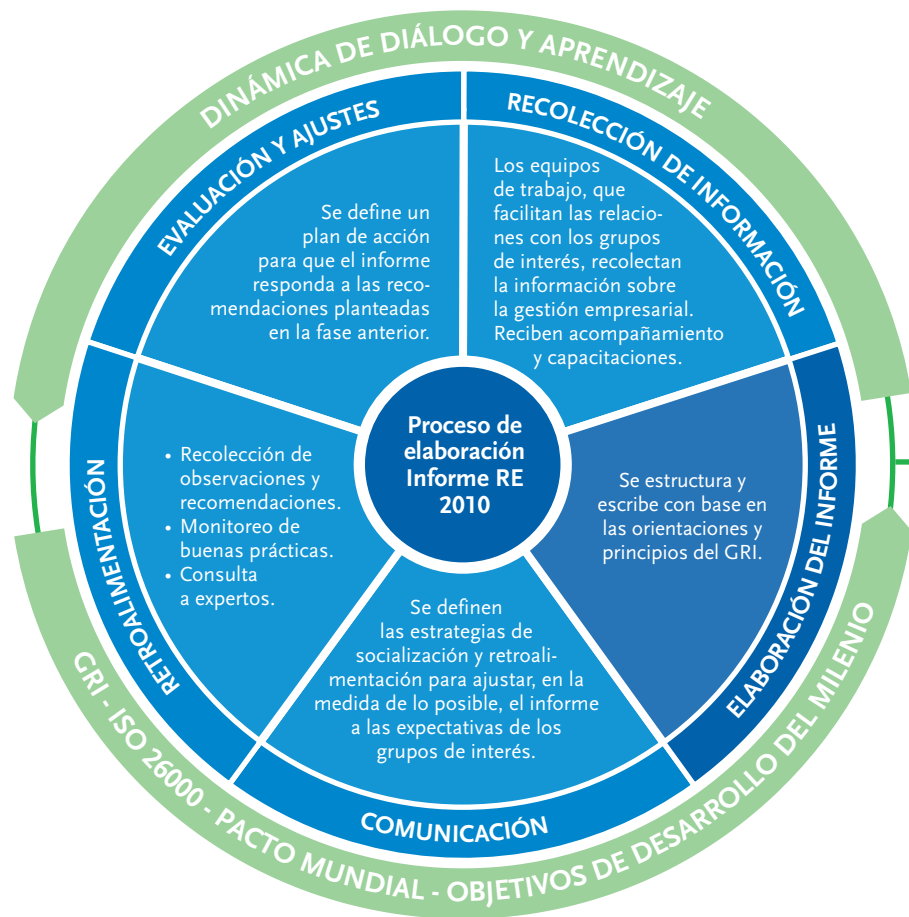 DINÁMICA DE DIÁLOGO Y APRENDIZAJE
EVALUACIÓN Y AJUSTES
Se define un
plan de acción
para que el informe
responda a las reco-
mendaciones planteadas
en la fase anterior.
RECOLECCIÓN DE INFORMACIÓN
Los equipos
de trabajo, que
facilitan las relacio-
nes con los grupos
de interés, recolectan
la información sobre
la gestión empresarial.
Reciben acompañamiento
y capacitaciones.
Proceso de
elaboración
Informe RE
2010
ELABORACIÓN DEL INFORME
Se estructura y
escribe con base en
las orientaciones y
principios del GRI.
COMUNICACIÓN
Se definen
las estrategias de
socialización y retroali-
mentación para ajustar, en la
medida de lo posible, el informe
a las expectativas de los
grupos de interés.
RETROALIMENTACIÓN
• Recolección de
observaciones y
recomendaciones.
• Monitoreo de
buenas prácticas.
• Consulta
a expertos.
GRI - ISO 26000 - PACTO MUNDIAL - OBJETIVOS DE DESARROLLO DEL MILENIO